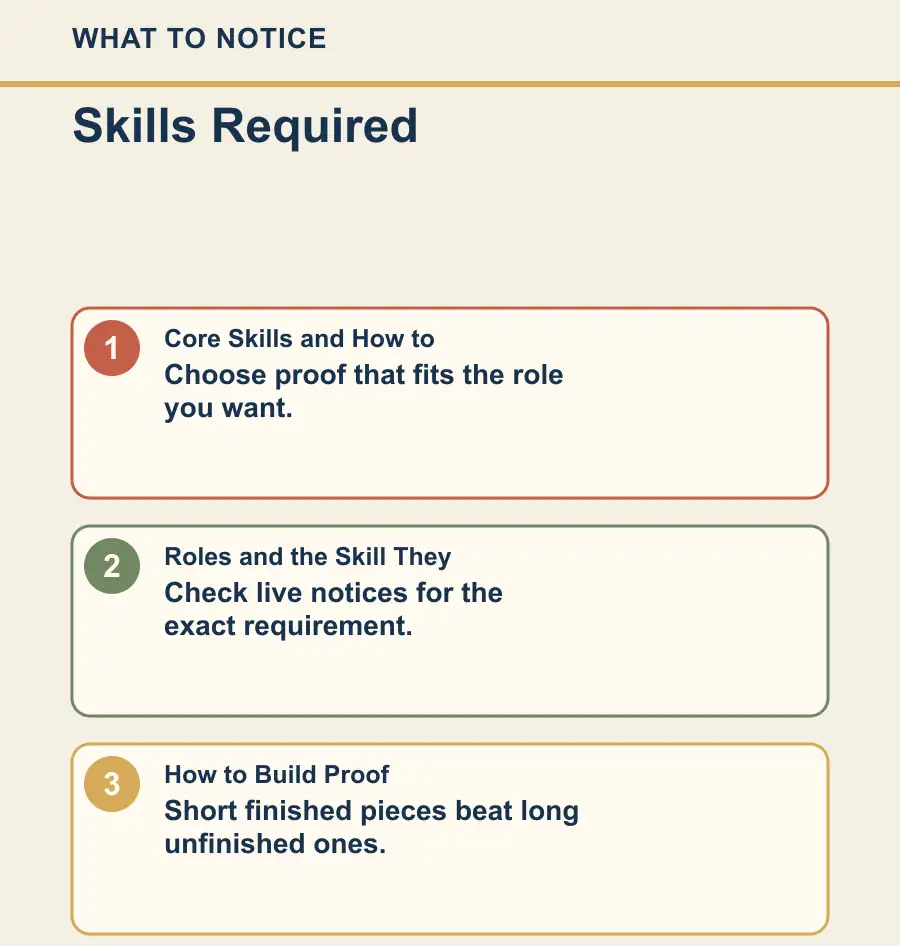 WHAT TO NOTICE
Skills Required
1
Core Skills and How to
Choose proof that fits the role
you want.
2
Roles and the Skill They
Check live notices for the
exact requirement.
3
How to Build Proof
Short finished pieces beat long
unfinished ones.